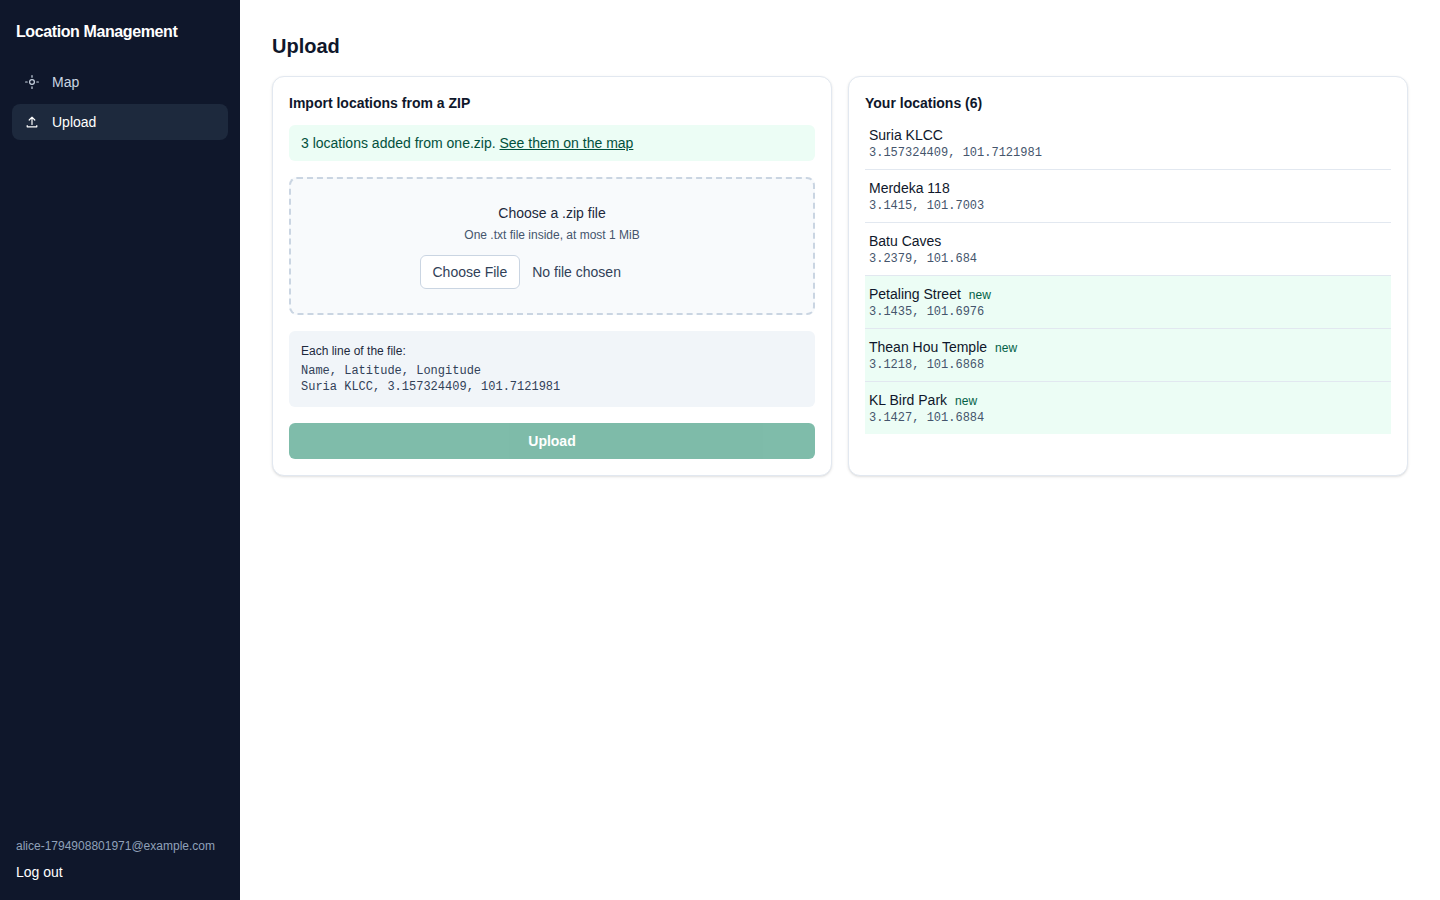 Location Management
Map
Upload
alice-1794908801971@example.com
Log out
Upload
Import locations from a ZIP
3 locations added from one.zip. See them on the map
Choose a .zip file
One .txt file inside, at most 1 MiB
Choose File No file chosen
Each line of the file:
Name, Latitude, Longitude
Suria KLCC, 3.157324409, 101.7121981
Upload
Your locations (6)
Suria KLCC
3.157324409, 101.7121981
Merdeka 118
3.1415, 101.7003
Batu Caves
3.2379, 101.684
Petaling Street new
3.1435, 101.6976
Thean Hou Temple new
3.1218, 101.6868
KL Bird Park new
3.1427, 101.6884